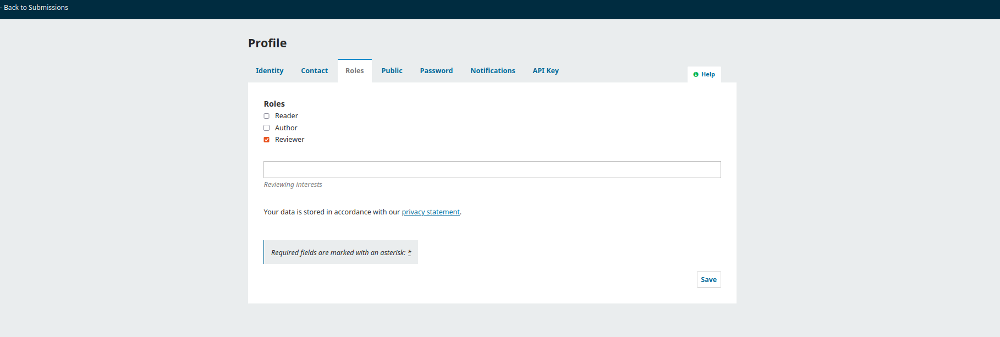 - Back to Submissions
Profile
Identity Contact Roles Public Password Notifications API Key Help
Roles
Reader
Author
Reviewer
Reviewing interests
Your data is stored in accordance with our privacy statement.
Required fields are marked with an asterisk: *
Save